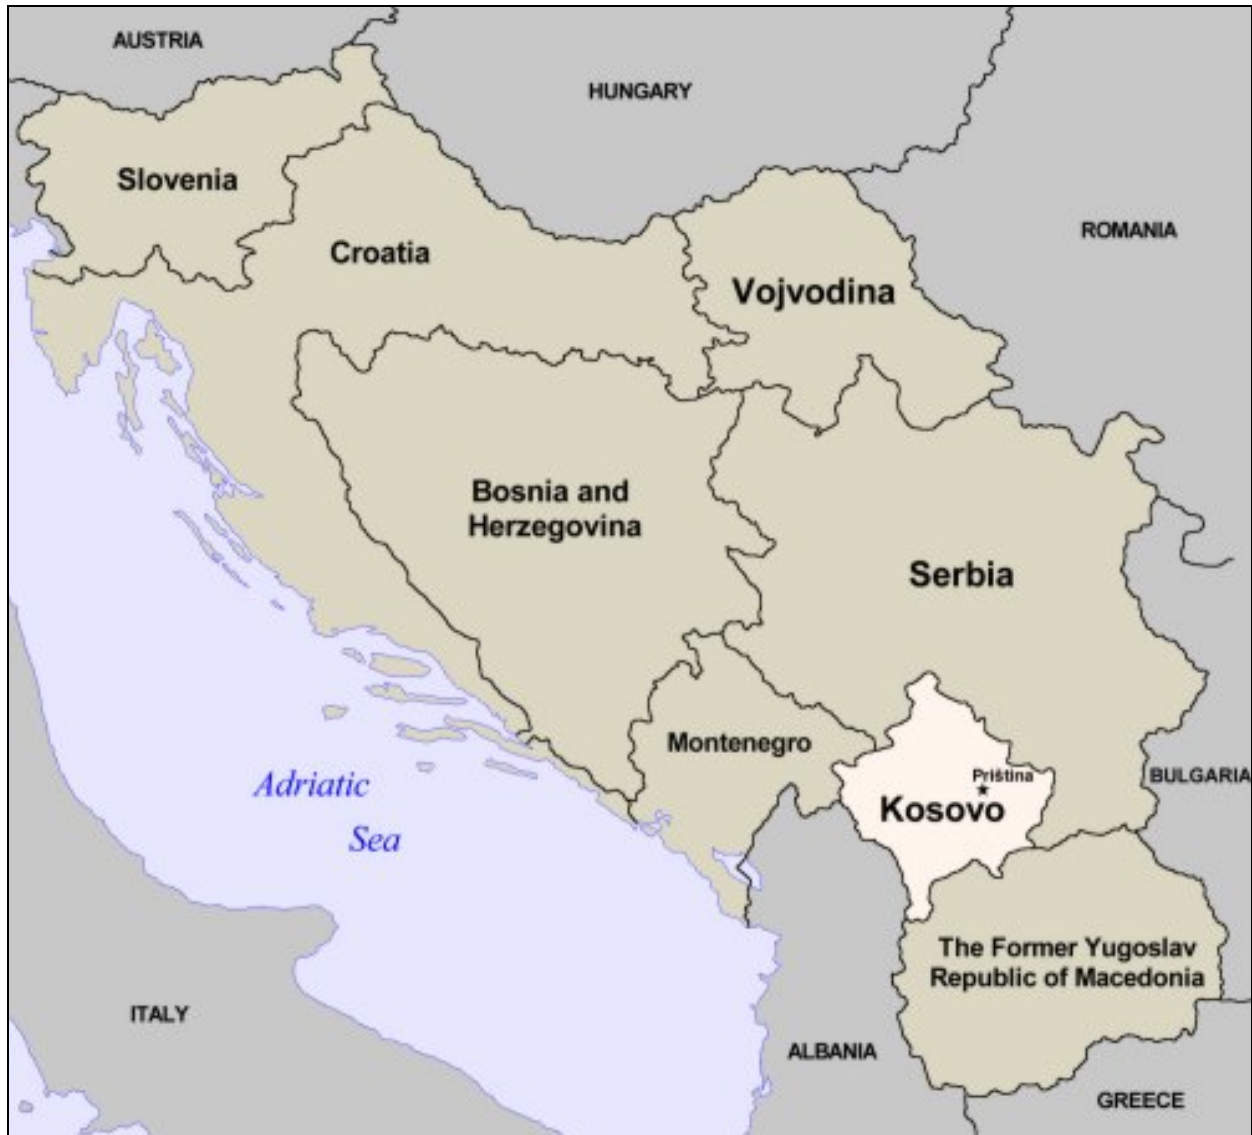 AUSTRIA
HUNGARY
Slovenia
ROMANIA
Croatia
Vojvodina
Bosnia and
Herzegovina
Serbia
Montenegro
Priština
BULGARIA
Kosovo
Adriatic
Sea
The Former Yugoslav
Republic of Macedonia
ITALY
ALBANIA
GREECE